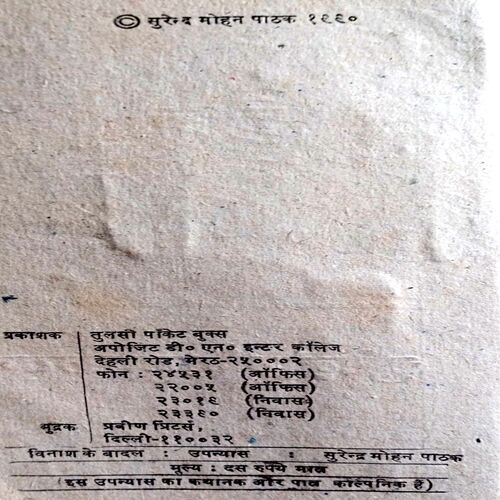 © सुरेन्द्र मोहन पाठक १९९०
प्रकाशक तुलसी पॉकेट बुक्स
अपोजिट डी० एन० इन्टर कॉलिज
देहली रोड, मेरठ-२५०००२
फोन : २४५३१ (ऑफिस)
२२००५ (ऑफिस)
२३०१९ (निवास)
२३३९० (निवास)
मुद्रक प्रवीण प्रिंटर्स,
दिल्ली-११००३२
विनाश के बादल : उपन्यास : सुरेन्द्र मोहन पाठक
मूल्य : दस रुपये मात्र
(इस उपन्यास का कथानक और पात्र काल्पनिक हैं)